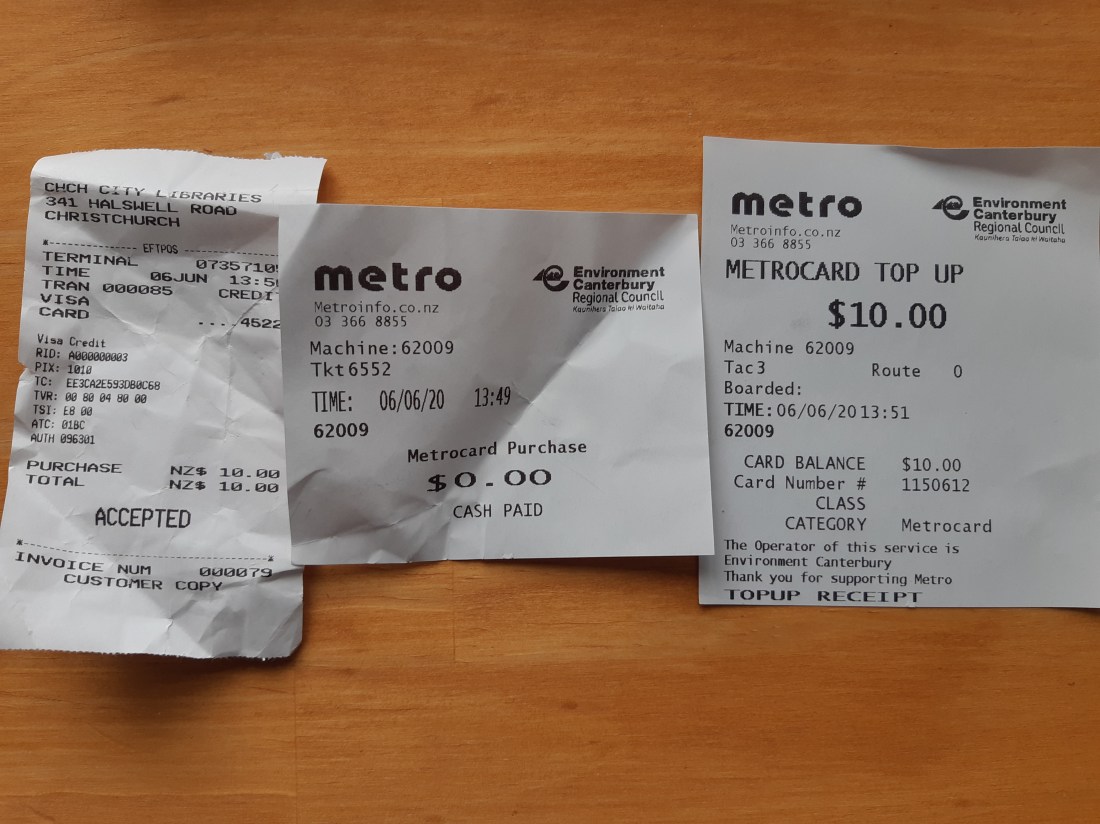 CHCH CITY LIBRARIES
341 HALSWELL ROAD
CHRISTCHURCH
*--------------- EFTPOS ---------------
TERMINAL 0735710
TIME 06JUN 13:5
TRAN 000085 CREDI
VISA
CARD ....4522
Visa Credit
RID: A000000003
PIX: 1010
TC: EE3CA2E593DB0C68
TVR: 00 80 04 80 00
TSI: E8 00
ATC: 01BC
AUTH 096301
PURCHASE NZ$ 10.00
TOTAL NZ$ 10.00
ACCEPTED
*--------------------------------------*
INVOICE NUM 000079
CUSTOMER COPY
metro
Environment
Canterbury
Regional Council
Kaunihera Taiao ki Waitaha
Metroinfo.co.nz
03 366 8855
Machine:62009
Tkt6552
TIME: 06/06/20 13:49
62009
Metrocard Purchase
$0.00
CASH PAID
metro
Environment
Canterbury
Regional Council
Kaunihera Taiao ki Waitaha
Metroinfo.co.nz
03 366 8855
METROCARD TOP UP
$10.00
Machine 62009
Tac3 Route 0
Boarded:
TIME:06/06/20 13:51
62009
CARD BALANCE $10.00
Card Number # 1150612
CLASS
CATEGORY Metrocard
The Operator of this service is
Environment Canterbury
Thank you for supporting Metro
TOPUP RECEIPT